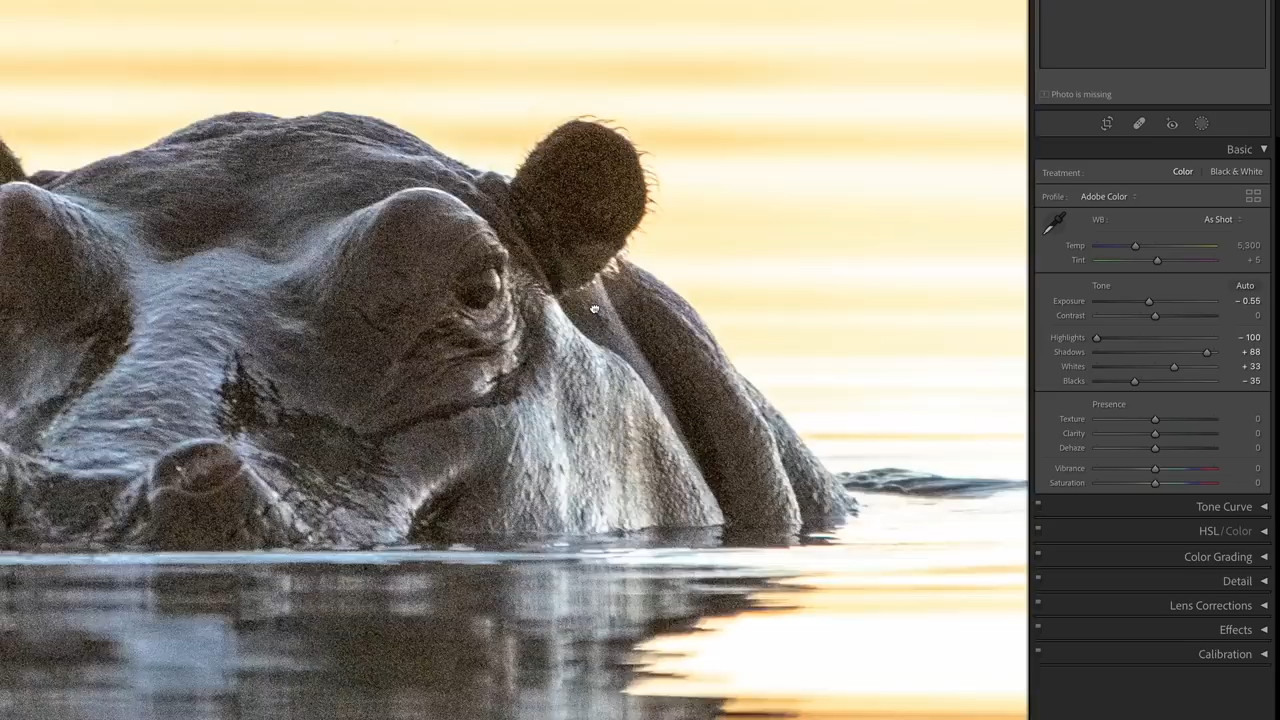 Photo is missing
Basic
Treatment : Color | Black & White
Profile : Adobe Color
WB : As Shot
Temp 5,300
Tint + 5
Tone Auto
Exposure − 0.55
Contrast 0
Highlights − 100
Shadows + 88
Whites + 33
Blacks − 35
Presence
Texture 0
Clarity 0
Dehaze 0
Vibrance 0
Saturation 0
Tone Curve
HSL / Color
Color Grading
Detail
Lens Corrections
Effects
Calibration